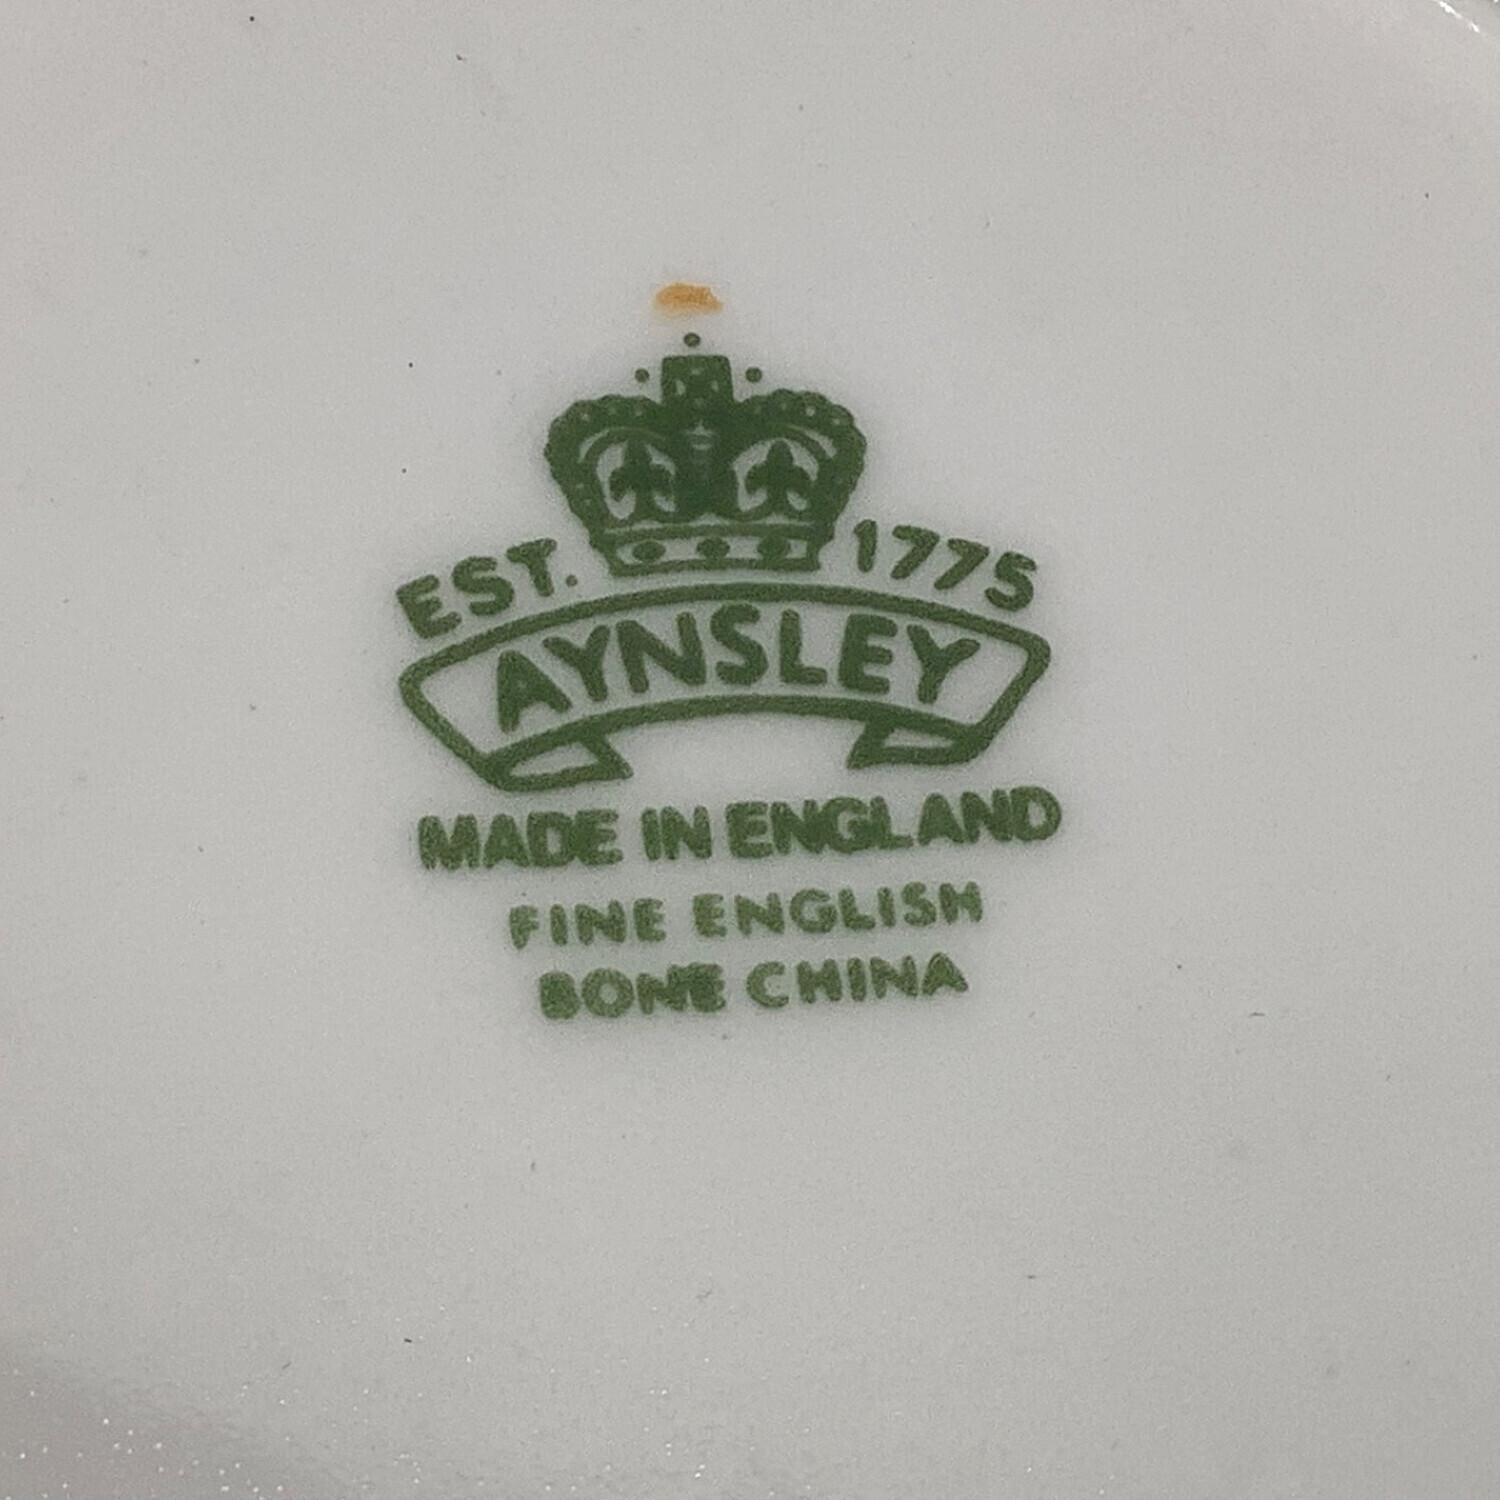 EST. 1775
AYNSLEY
MADE IN ENGLAND
FINE ENGLISH
BONE CHINA